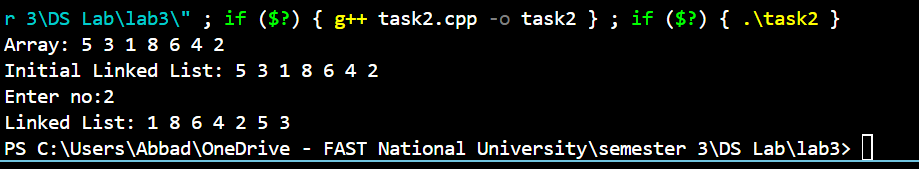 r 3\DS Lab\lab3\" ; if ($?) { g++ task2.cpp -o task2 } ; if ($?) { .\task2 }
Array: 5 3 1 8 6 4 2
Initial Linked List: 5 3 1 8 6 4 2
Enter no:2
Linked List: 1 8 6 4 2 5 3
PS C:\Users\Abbad\OneDrive - FAST National University\semester 3\DS Lab\lab3>